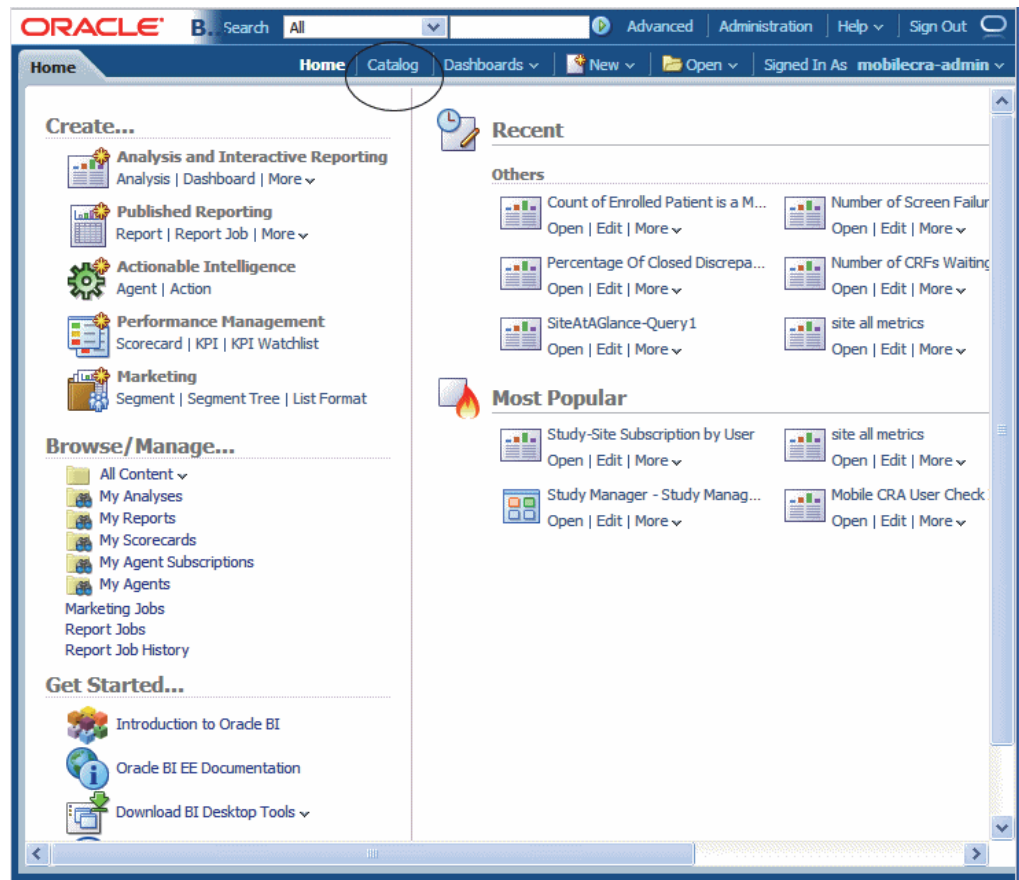 ORACLE B.. Search All Advanced Administration Help Sign Out
Home Home Catalog Dashboards New Open Signed In As mobilecra-admin
Create...
Analysis and Interactive Reporting
Analysis | Dashboard | More
Published Reporting
Report | Report Job | More
Actionable Intelligence
Agent | Action
Performance Management
Scorecard | KPI | KPI Watchlist
Marketing
Segment | Segment Tree | List Format
Browse/Manage...
All Content
My Analyses
My Reports
My Scorecards
My Agent Subscriptions
My Agents
Marketing Jobs
Report Jobs
Report Job History
Get Started...
Introduction to Oracle BI
Oracle BI EE Documentation
Download BI Desktop Tools
Recent
Others
Count of Enrolled Patient is a M... Number of Screen Failur
Open | Edit | More Open | Edit | More
Percentage Of Closed Discrepa... Number of CRFs Waiting
Open | Edit | More Open | Edit | More
SiteAtAGlance-Query1 site all metrics
Open | Edit | More Open | Edit | More
Most Popular
Study-Site Subscription by User site all metrics
Open | Edit | More Open | Edit | More
Study Manager - Study Manag... Mobile CRA User Check
Open | Edit | More Open | Edit | More